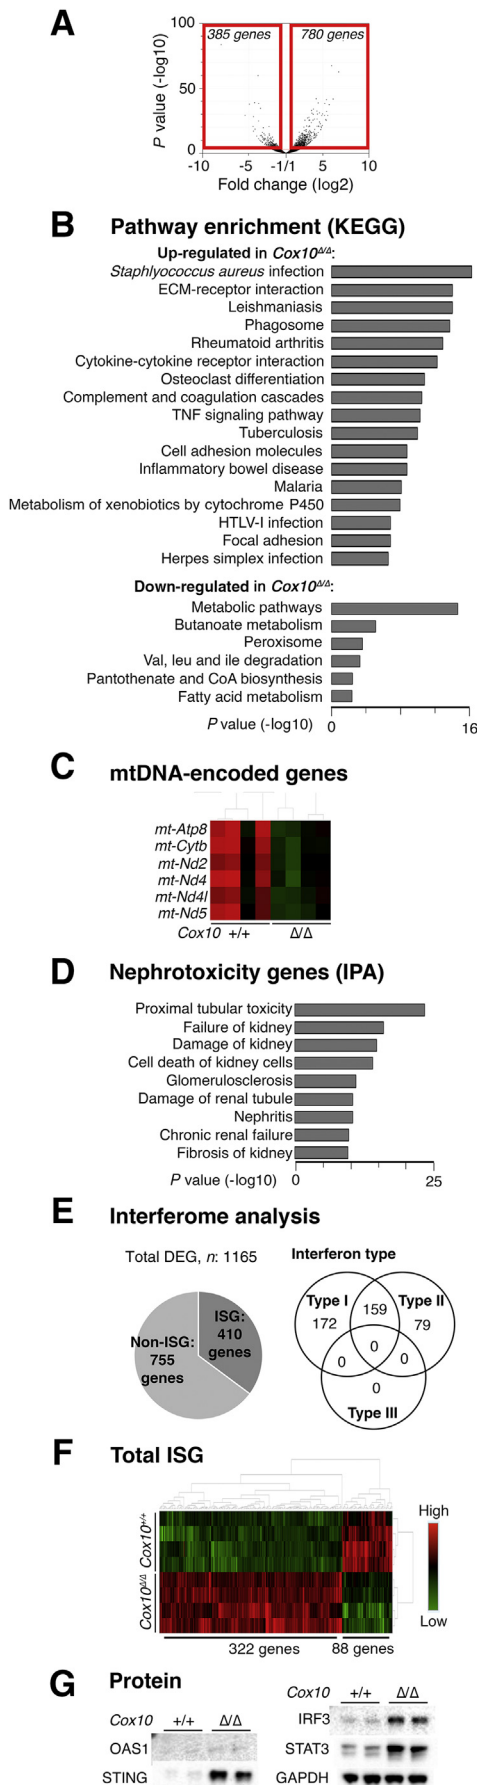 A
385 genes
780 genes
P value (-log10)
100
50
0
-10 -5 -1/1 5 10
Fold change (log2)
B Pathway enrichment (KEGG)
Up-regulated in Cox10Δ/Δ:
Staphlyococcus aureus infection
ECM-receptor interaction
Leishmaniasis
Phagosome
Rheumatoid arthritis
Cytokine-cytokine receptor interaction
Osteoclast differentiation
Complement and coagulation cascades
TNF signaling pathway
Tuberculosis
Cell adhesion molecules
Inflammatory bowel disease
Malaria
Metabolism of xenobiotics by cytochrome P450
HTLV-I infection
Focal adhesion
Herpes simplex infection
Down-regulated in Cox10Δ/Δ:
Metabolic pathways
Butanoate metabolism
Peroxisome
Val, leu and ile degradation
Pantothenate and CoA biosynthesis
Fatty acid metabolism
P value (-log10) 0 16
C mtDNA-encoded genes
mt-Atp8
mt-Cytb
mt-Nd2
mt-Nd4
mt-Nd4l
mt-Nd5
Cox10 +/+ Δ/Δ
D Nephrotoxicity genes (IPA)
Proximal tubular toxicity
Failure of kidney
Damage of kidney
Cell death of kidney cells
Glomerulosclerosis
Damage of renal tubule
Nephritis
Chronic renal failure
Fibrosis of kidney
P value (-log10) 0 25
E Interferome analysis
Total DEG, n: 1165
ISG:
410
genes
Non-ISG:
755
genes
Interferon type
Type I
172
159
Type II
79
0
0
0
0
Type III
F Total ISG
Cox10+/+
Cox10Δ/Δ
High
Low
322 genes 88 genes
G Protein
Cox10 +/+ Δ/Δ
OAS1
STING
Cox10 +/+ Δ/Δ
IRF3
STAT3
GAPDH